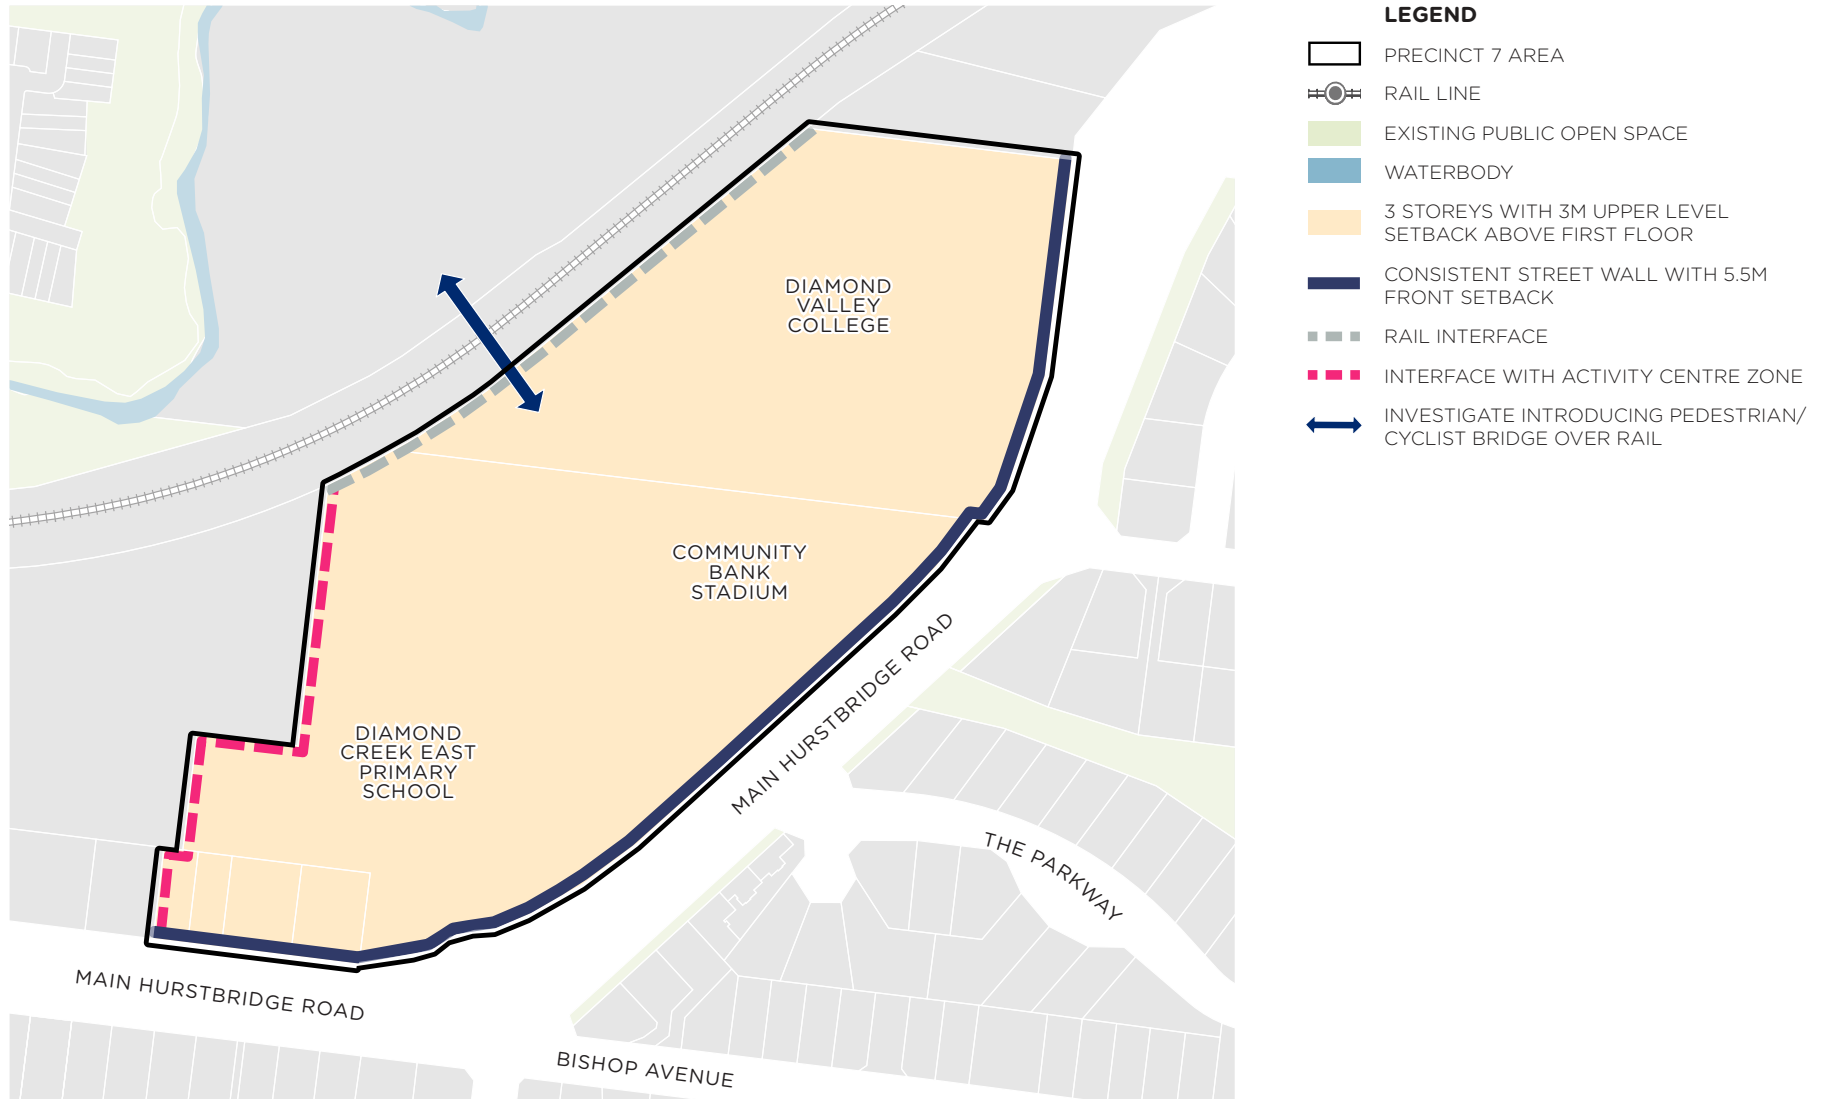 LEGEND
PRECINCT 7 AREA
RAIL LINE
EXISTING PUBLIC OPEN SPACE
WATERBODY
3 STOREYS WITH 3M UPPER LEVEL
SETBACK ABOVE FIRST FLOOR
CONSISTENT STREET WALL WITH 5.5M
FRONT SETBACK
RAIL INTERFACE
INTERFACE WITH ACTIVITY CENTRE ZONE
INVESTIGATE INTRODUCING PEDESTRIAN/
CYCLIST BRIDGE OVER RAIL
DIAMOND
VALLEY
COLLEGE
COMMUNITY
BANK
STADIUM
DIAMOND
CREEK EAST
PRIMARY
SCHOOL
MAIN HURSTBRIDGE ROAD
THE PARKWAY
MAIN HURSTBRIDGE ROAD
BISHOP AVENUE